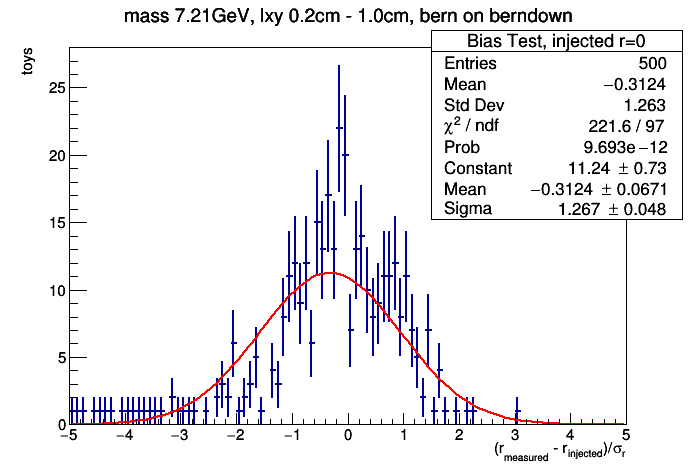 mass 7.21GeV, lxy 0.2cm - 1.0cm, bern on berndown
toys
Bias Test, injected r=0
Entries 500
Mean −0.3124
Std Dev 1.263
χ² / ndf 221.6 / 97
Prob 9.693e−12
Constant 11.24 ± 0.73
Mean −0.3124 ± 0.0671
Sigma 1.267 ± 0.048
25
20
15
10
5
0
−5 −4 −3 −2 −1 0 1 2 3 4 5
(r_measured - r_injected)/σ_r